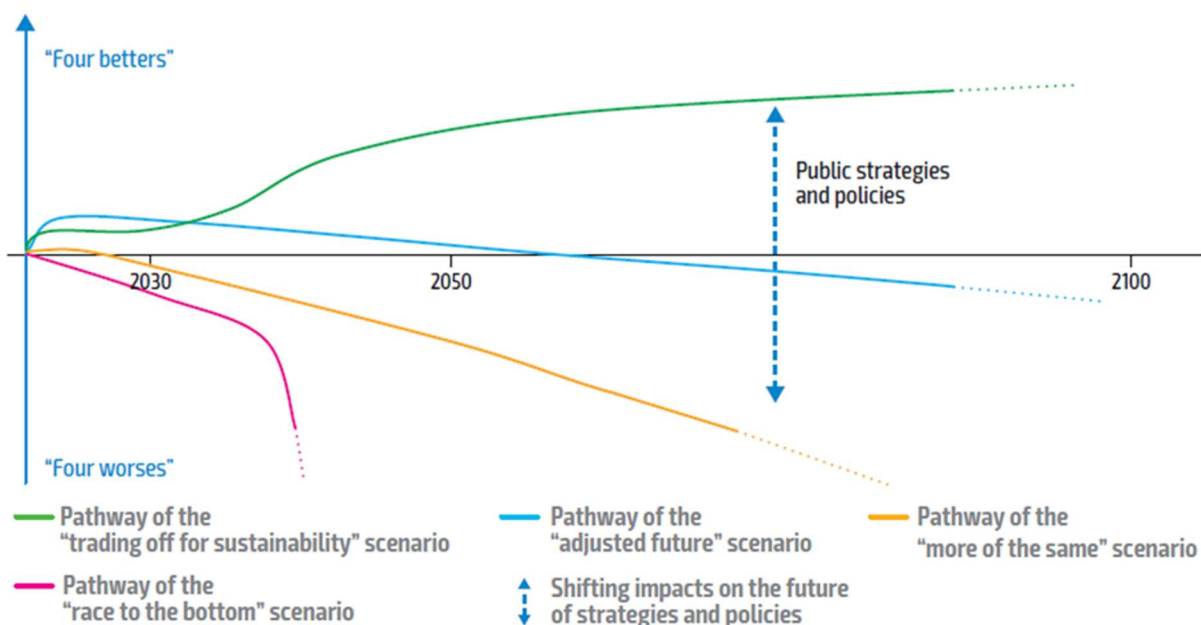 “Four betters”
Public strategies
and policies
2030
2050
2100
“Four worses”
Pathway of the
“trading off for sustainability” scenario
Pathway of the
“adjusted future” scenario
Pathway of the
“more of the same” scenario
Pathway of the
“race to the bottom” scenario
Shifting impacts on the future
of strategies and policies